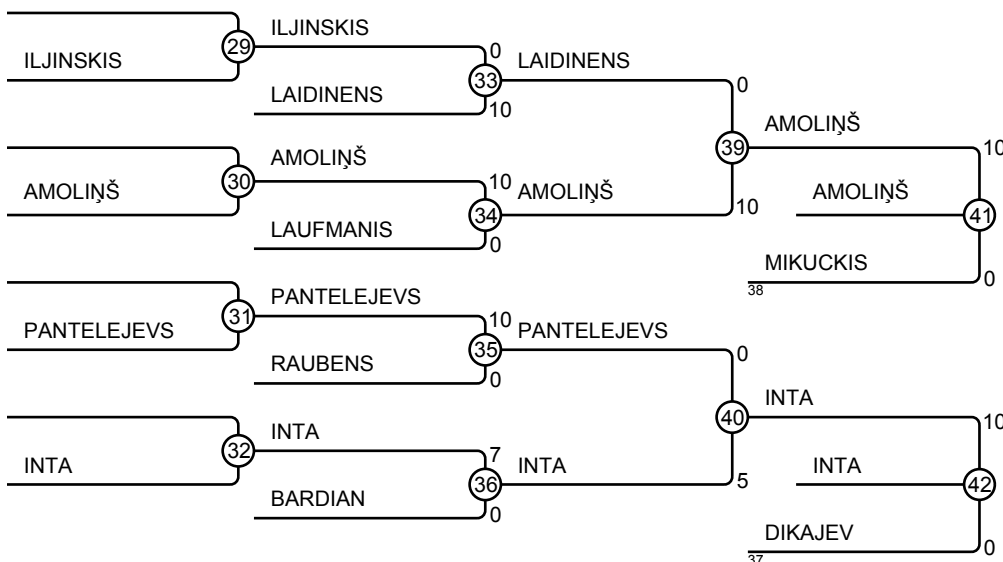 ILJINSKIS
29
ILJINSKIS
0
LAIDINENS
10
33
LAIDINENS
0
AMOLIŅŠ
30
AMOLIŅŠ
10
LAUFMANIS
0
34
AMOLIŅŠ
10
39
AMOLIŅŠ
10
AMOLIŅŠ
41
MIKUCKIS
38
0
PANTELEJEVS
31
PANTELEJEVS
10
RAUBENS
0
35
PANTELEJEVS
0
INTA
32
INTA
7
BARDIAN
0
36
INTA
5
40
INTA
10
INTA
42
DIKAJEV
37
0